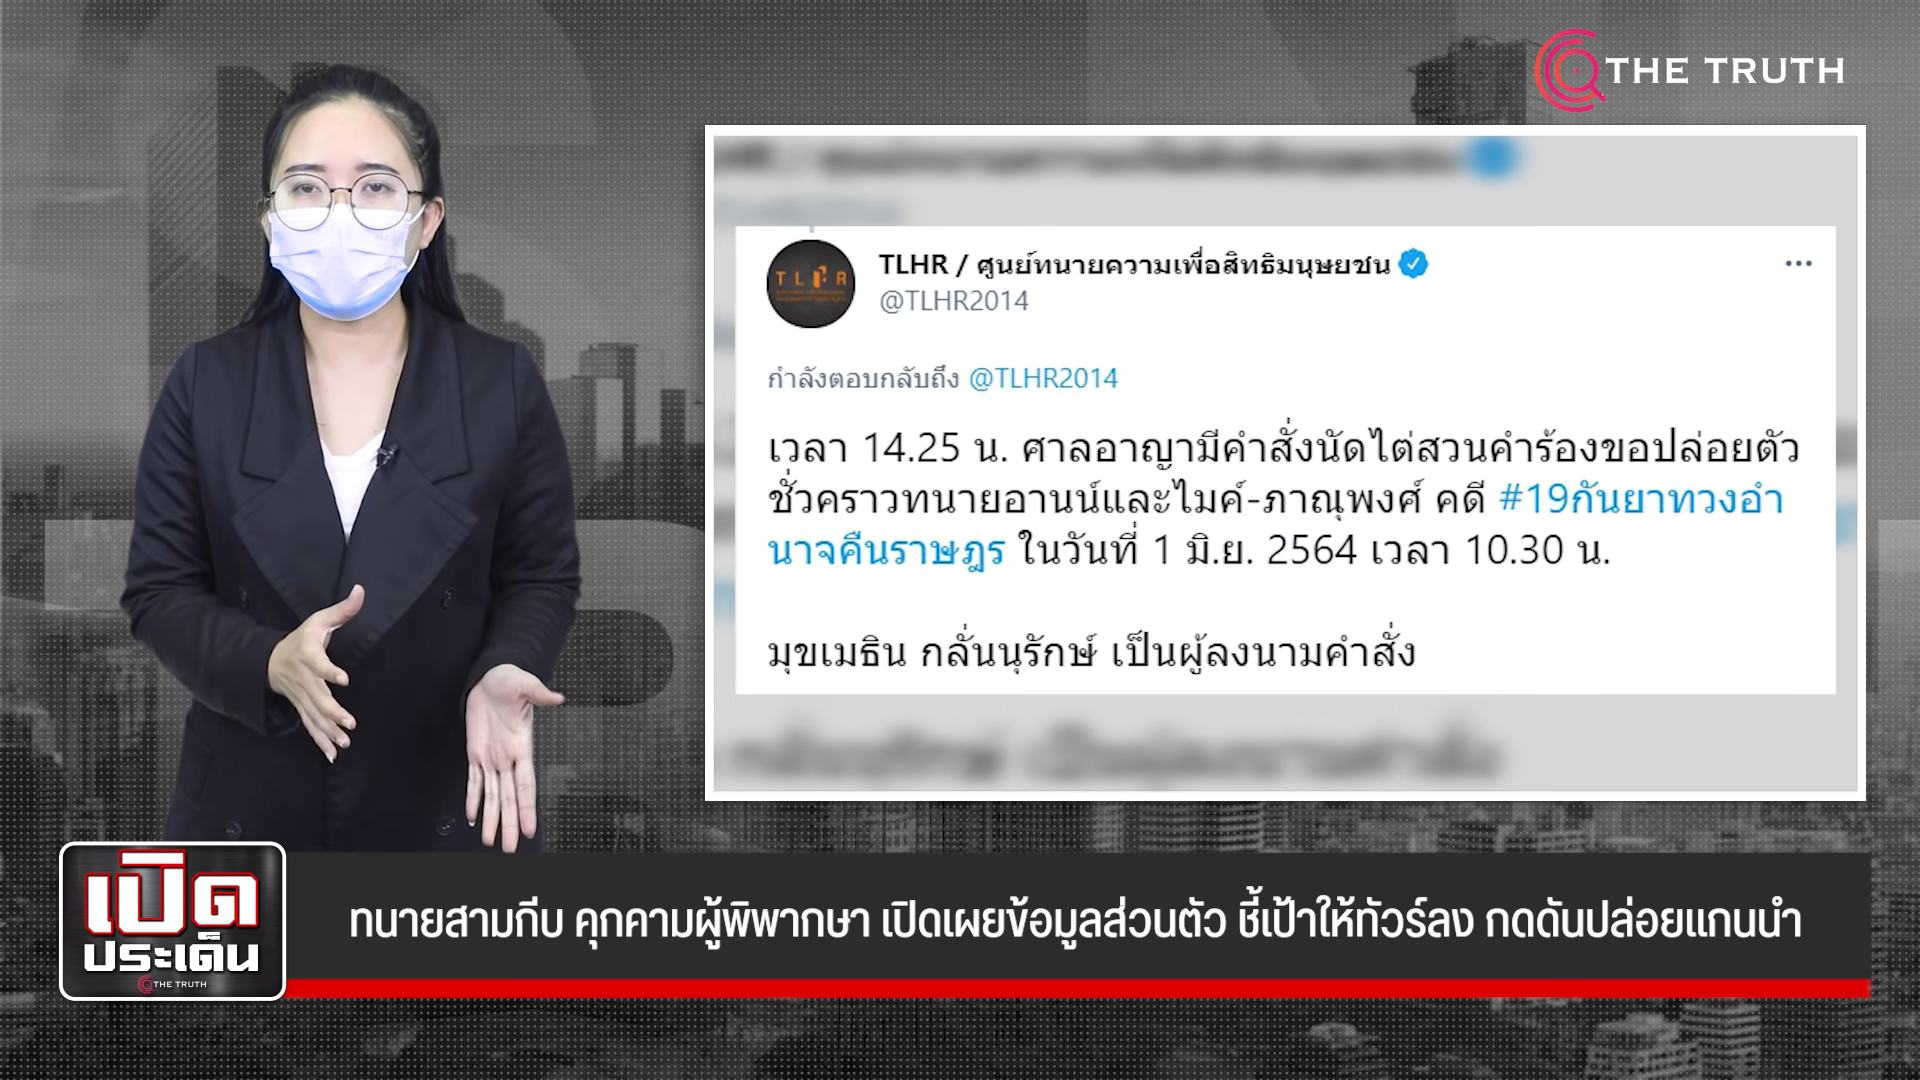 THE TRUTH
TLHR / ศูนย์ทนายความเพื่อสิทธิมนุษยชน
@TLHR2014
กำลังตอบกลับถึง @TLHR2014
เวลา 14.25 น. ศาลอาญามีคำสั่งนัดไต่สวนคำร้องขอปล่อยตัว
ชั่วคราวทนายอานนท์และไมค์-ภาณุพงศ์ คดี #19กันยาทวงอำ
นาจคืนราษฎร ในวันที่ 1 มิ.ย. 2564 เวลา 10.30 น.
มุขเมธิน กลั่นนุรักษ์ เป็นผู้ลงนามคำสั่ง
เปิด
ประเด็น
THE TRUTH
ทนายสามกีบ คุกคามผู้พิพากษา เปิดเผยข้อมูลส่วนตัว ชี้เป้าให้ทัวร์ลง กดดันปล่อยแกนนำ